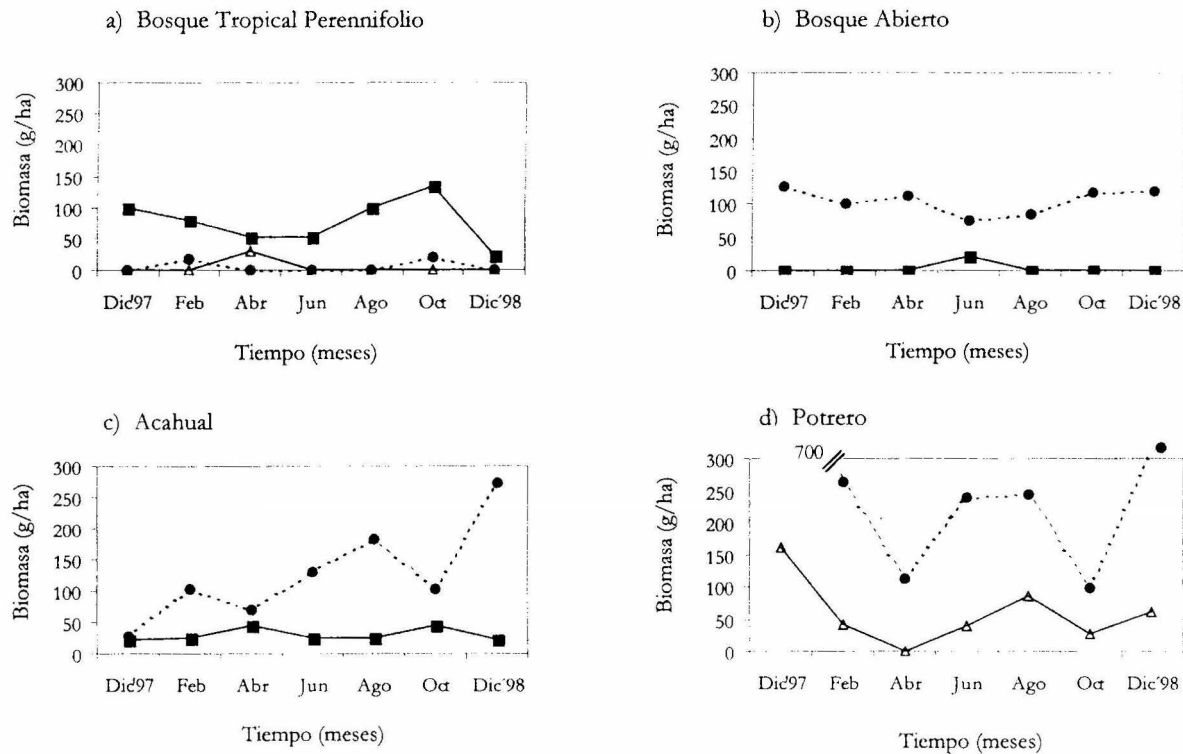 a) Bosque Tropical Perennifolio
Biomasa (g/ha)
300
250
200
150
100
50
0
Dic'97 Feb Abr Jun Ago Oct Dic'98
Tiempo (meses)
b) Bosque Abierto
Biomasa (g/ha)
300
250
200
150
100
50
0
Dic'97 Feb Abr Jun Ago Oct Dic'98
Tiempo (meses)
c) Acahual
Biomasa (g/ha)
300
250
200
150
100
50
0
Dic'97 Feb Abr Jun Ago Oct Dic'98
Tiempo (meses)
d) Potrero
700
Biomasa (g/ha)
300
250
200
150
100
50
0
Dic'97 Feb Abr Jun Ago Oct Dic'98
Tiempo (meses)